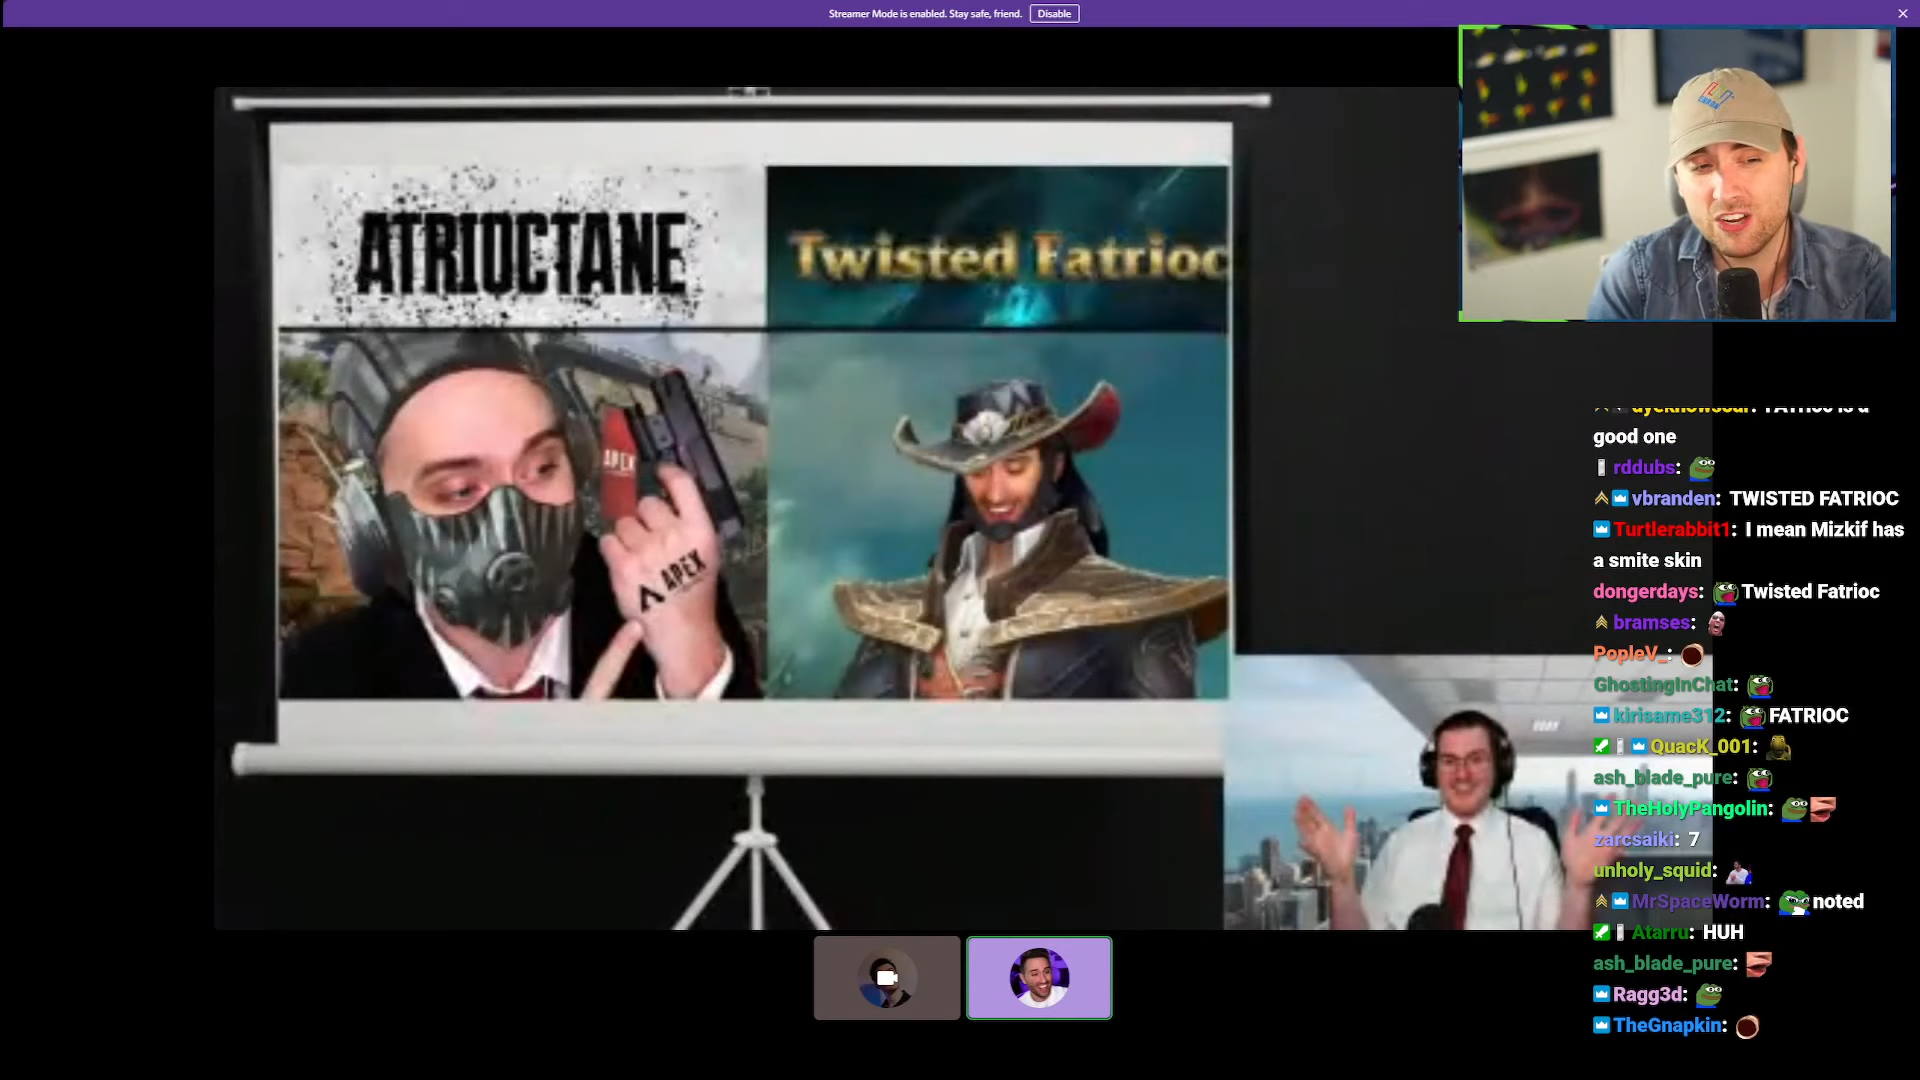 Streamer Mode is enabled. Stay safe, friend. Disable
ATRIOCTANE
Twisted Fatrioc
APEX
APEX
good one
rddubs:
vbranden: TWISTED FATRIOC
Turtlerabbit1: I mean Mizkif has
a smite skin
dongerdays: Twisted Fatrioc
bramses:
PopleV_:
GhostingInChat:
kirisame312: FATRIOC
QuacK_001:
ash_blade_pure:
TheHolyPangolin:
zarcsaiki: 7
unholy_squid:
MrSpaceWorm: noted
Atarru: HUH
ash_blade_pure:
Ragg3d:
TheGnapkin: